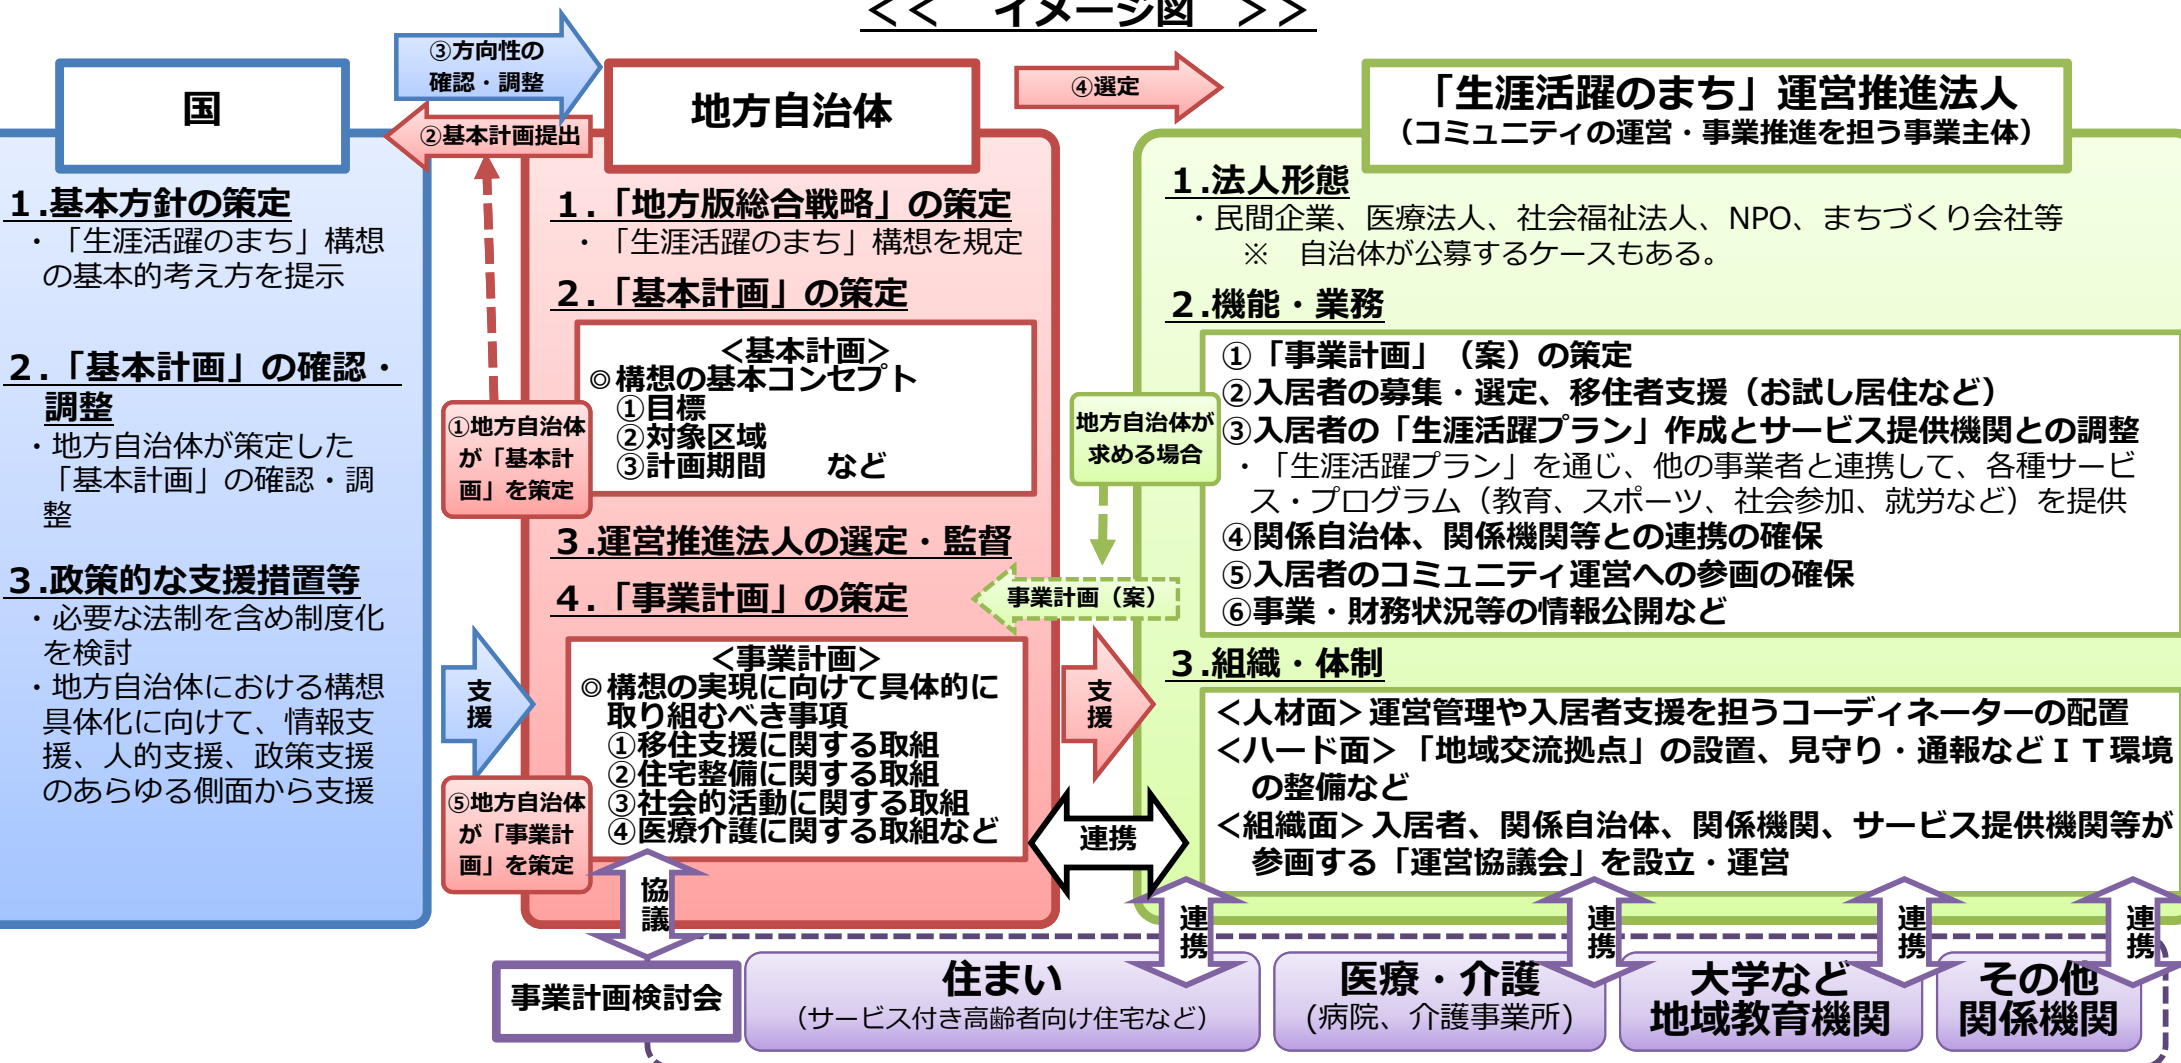 ＜＜　イメージ図　＞＞
国
③方向性の
確認・調整
②基本計画提出
地方自治体
④選定
「生涯活躍のまち」運営推進法人
（コミュニティの運営・事業推進を担う事業主体）
１.基本方針の策定
・「生涯活躍のまち」構想
の基本的考え方を提示
２.「基本計画」の確認・
調整
・地方自治体が策定した
「基本計画」の確認・調
整
３.政策的な支援措置等
・必要な法制を含め制度化
を検討
・地方自治体における構想
具体化に向けて、情報支
援、人的支援、政策支援
のあらゆる側面から支援
①地方自治体
が「基本計
画」を策定
支援
⑤地方自治体
が「事業計
画」を策定
１.「地方版総合戦略」の策定
・「生涯活躍のまち」構想を規定
２.「基本計画」の策定
＜基本計画＞
◎構想の基本コンセプト
①目標
②対象区域
③計画期間　　など
３.運営推進法人の選定・監督
４.「事業計画」の策定
＜事業計画＞
◎構想の実現に向けて具体的に
取り組むべき事項
①移住支援に関する取組
②住宅整備に関する取組
③社会的活動に関する取組
④医療介護に関する取組など
地方自治体が
求める場合
事業計画（案）
支援
連携
１.法人形態
・民間企業、医療法人、社会福祉法人、NPO、まちづくり会社等
※　自治体が公募するケースもある。
２.機能・業務
①「事業計画」（案）の策定
②入居者の募集・選定、移住者支援（お試し居住など）
③入居者の「生涯活躍プラン」作成とサービス提供機関との調整
・「生涯活躍プラン」を通じ、他の事業者と連携して、各種サービ
ス・プログラム（教育、スポーツ、社会参加、就労など）を提供
④関係自治体、関係機関等との連携の確保
⑤入居者のコミュニティ運営への参画の確保
⑥事業・財務状況等の情報公開など
３.組織・体制
＜人材面＞運営管理や入居者支援を担うコーディネーターの配置
＜ハード面＞「地域交流拠点」の設置、見守り・通報などＩＴ環境
の整備など
＜組織面＞入居者、関係自治体、関係機関、サービス提供機関等が
参画する「運営協議会」を設立・運営
協議
連携
連携
連携
連携
事業計画検討会
住まい
（サービス付き高齢者向け住宅など）
医療・介護
(病院、介護事業所)
大学など
地域教育機関
その他
関係機関